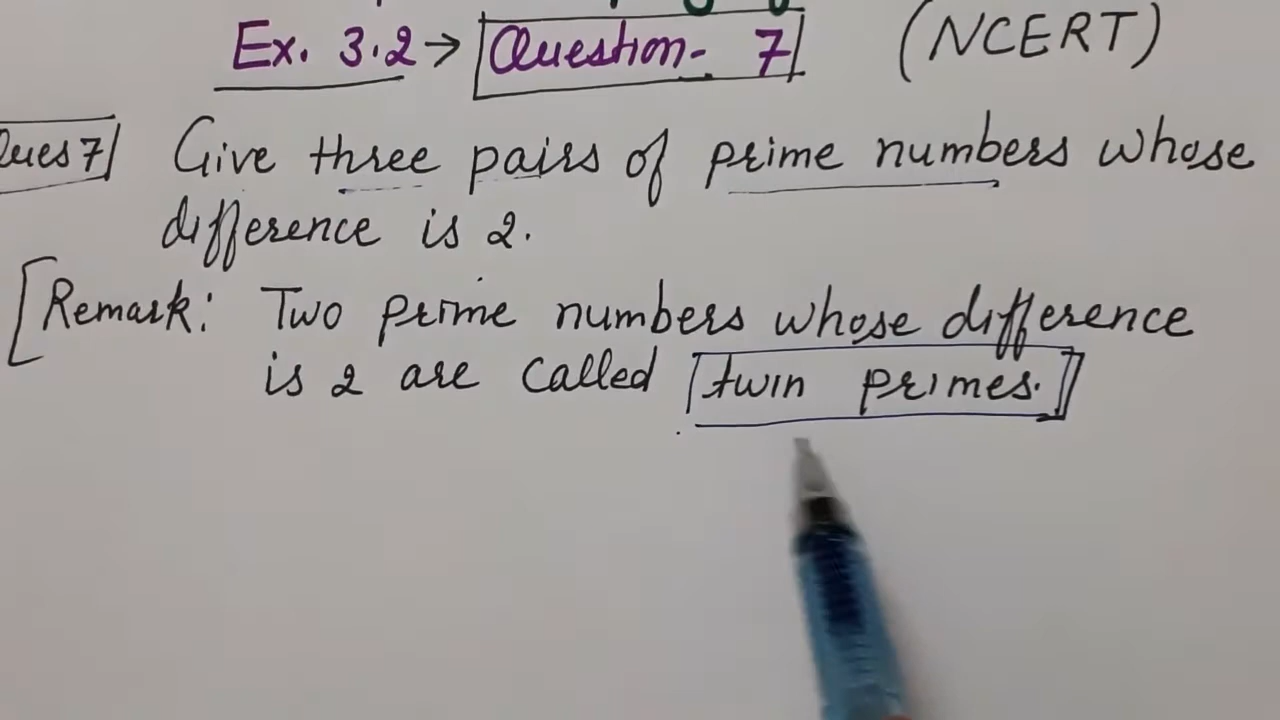 Ex. 3.2 → Question- 7 (NCERT)
Ques 7 Give three pairs of prime numbers whose
difference is 2.
[Remark: Two prime numbers whose difference
is 2 are called twin primes.]